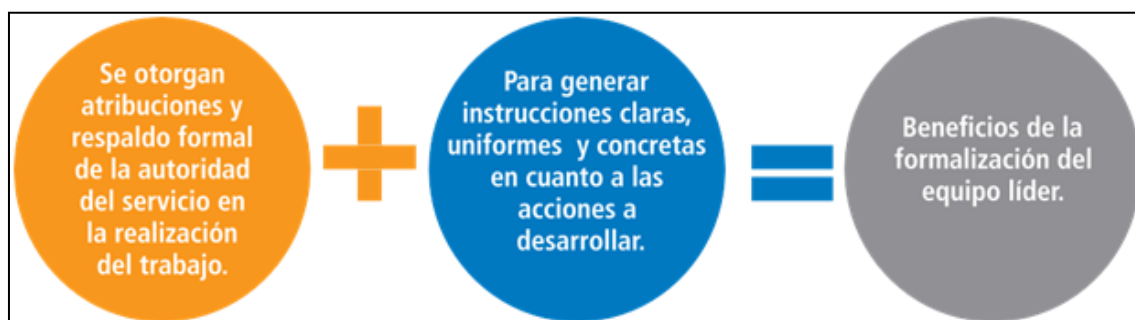 Se otorgan
atribuciones y
respaldo formal
de la autoridad
del servicio en
la realización
del trabajo.
+
Para generar
instrucciones claras,
uniformes y concretas
en cuanto a las
acciones a
desarrollar.
=
Beneficios de la
formalización del
equipo líder.